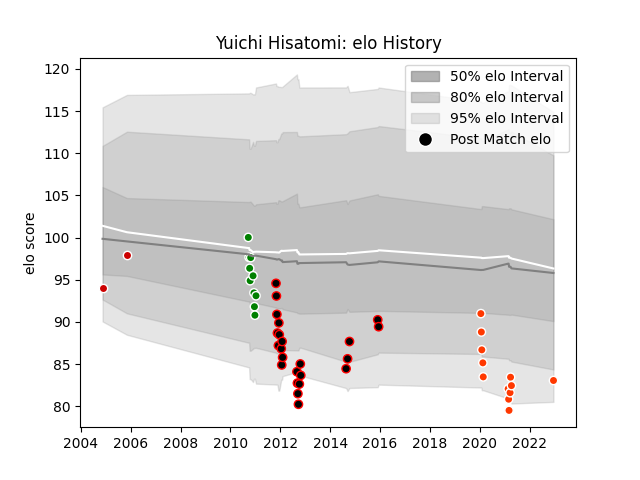 Yuichi Hisatomi: elo History
elo score
120
115
110
105
100
95
90
85
80
2004 2006 2008 2010 2012 2014 2016 2018 2020 2022
50% elo Interval
80% elo Interval
95% elo Interval
Post Match elo